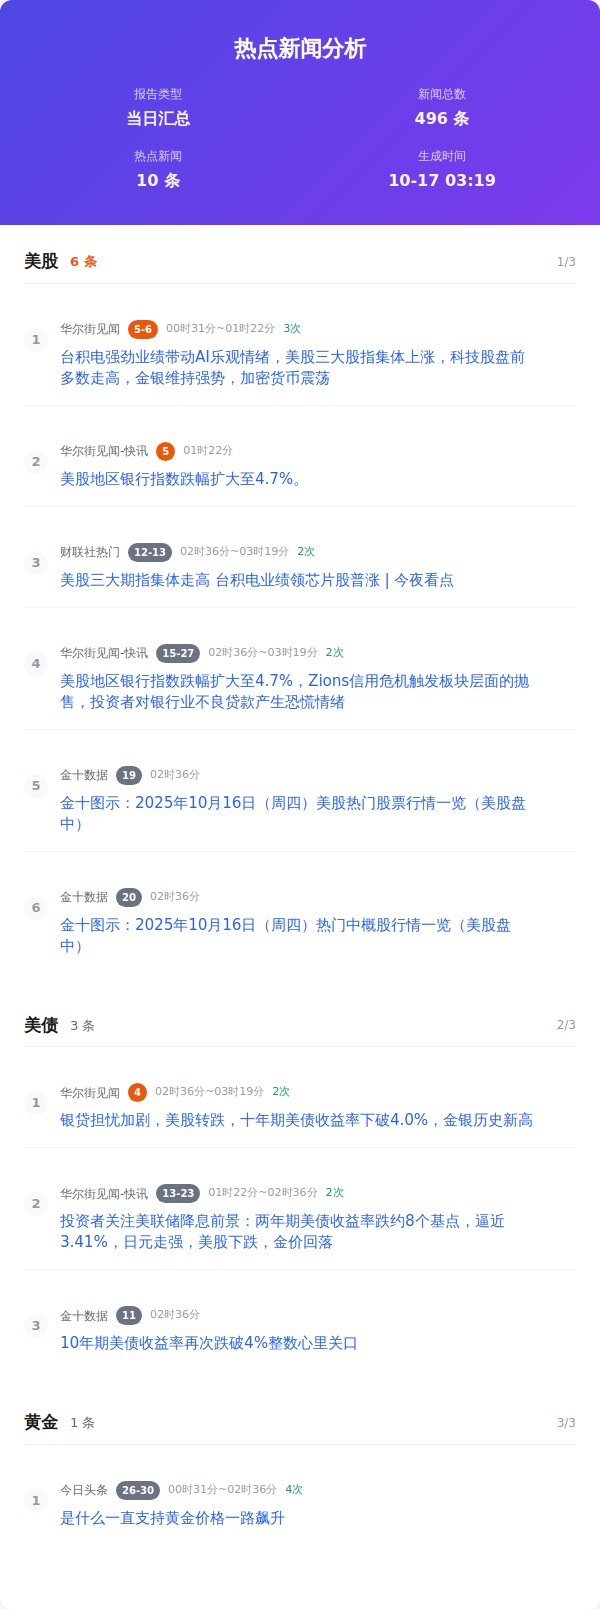 热点新闻分析
报告类型
新闻总数
当日汇总
496 条
热点新闻
生成时间
10 条
10-17 03:19
美股 6 条 1/3
1
华尔街见闻 5-6 00时31分~01时22分 3次
台积电强劲业绩带动AI乐观情绪，美股三大股指集体上涨，科技股盘前
多数走高，金银维持强势，加密货币震荡
2
华尔街见闻-快讯 5 01时22分
美股地区银行指数跌幅扩大至4.7%。
3
财联社热门 12-13 02时36分~03时19分 2次
美股三大期指集体走高 台积电业绩领芯片股普涨 | 今夜看点
4
华尔街见闻-快讯 15-27 02时36分~03时19分 2次
美股地区银行指数跌幅扩大至4.7%，Zions信用危机触发板块层面的抛
售，投资者对银行业不良贷款产生恐慌情绪
5
金十数据 19 02时36分
金十图示：2025年10月16日（周四）美股热门股票行情一览（美股盘
中）
6
金十数据 20 02时36分
金十图示：2025年10月16日（周四）热门中概股行情一览（美股盘
中）
美债 3 条 2/3
1
华尔街见闻 4 02时36分~03时19分 2次
银贷担忧加剧，美股转跌，十年期美债收益率下破4.0%，金银历史新高
2
华尔街见闻-快讯 13-23 01时22分~02时36分 2次
投资者关注美联储降息前景：两年期美债收益率跌约8个基点，逼近
3.41%，日元走强，美股下跌，金价回落
3
金十数据 11 02时36分
10年期美债收益率再次跌破4%整数心里关口
黄金 1 条 3/3
1
今日头条 26-30 00时31分~02时36分 4次
是什么一直支持黄金价格一路飙升